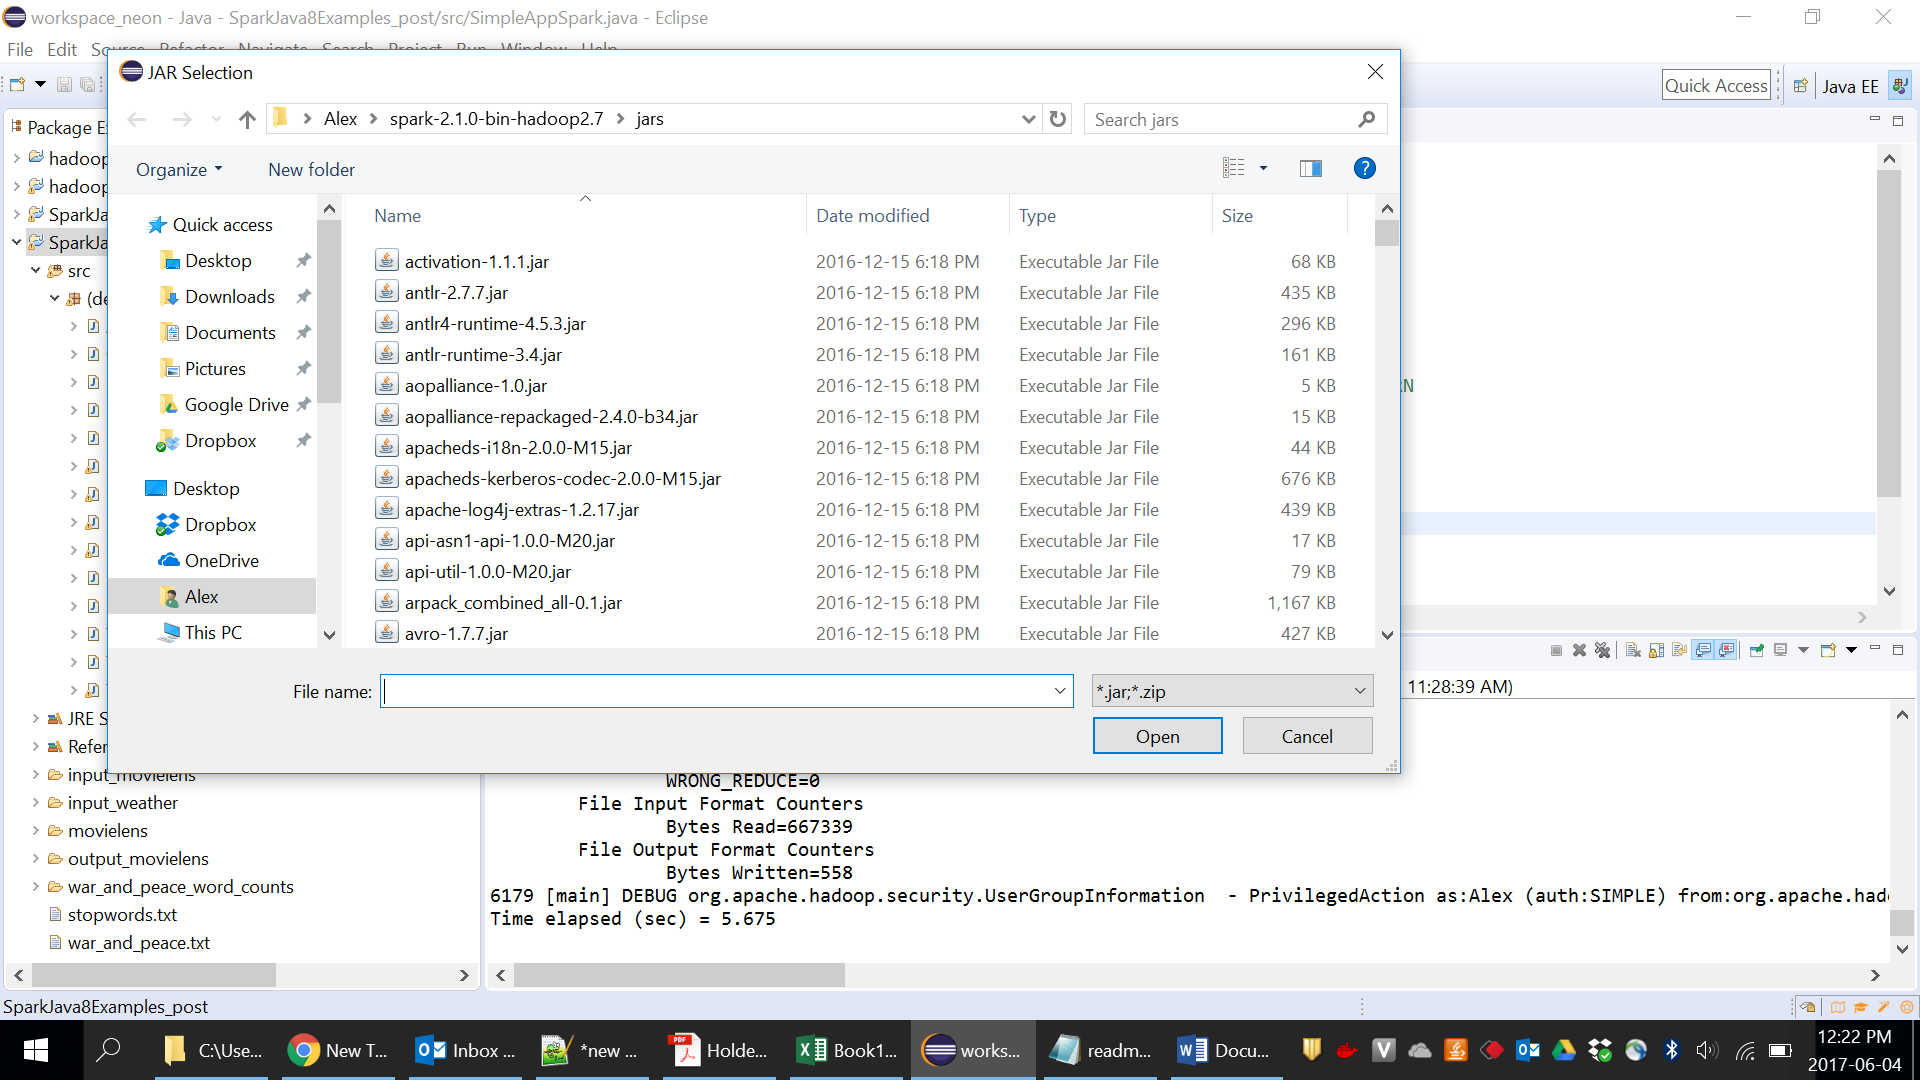 workspace_neon - Java - SparkJava8Examples_post/src/SimpleAppSpark.java - Eclipse
File Edit Source Refactor Navigate Search Project Run Window Help
JAR Selection
Alex > spark-2.1.0-bin-hadoop2.7 > jars
Search jars
Quick Access
Java EE
Organize
New folder
Package E
hadoop
hadoop
SparkJa
SparkJa
src
(de
JRE S
Refer
input_movielens
input_weather
movielens
output_movielens
war_and_peace_word_counts
stopwords.txt
war_and_peace.txt
Quick access
Desktop
Downloads
Documents
Pictures
Google Drive
Dropbox
Desktop
Dropbox
OneDrive
Alex
This PC
Name Date modified Type Size
activation-1.1.1.jar 2016-12-15 6:18 PM Executable Jar File 68 KB
antlr-2.7.7.jar 2016-12-15 6:18 PM Executable Jar File 435 KB
antlr4-runtime-4.5.3.jar 2016-12-15 6:18 PM Executable Jar File 296 KB
antlr-runtime-3.4.jar 2016-12-15 6:18 PM Executable Jar File 161 KB
aopalliance-1.0.jar 2016-12-15 6:18 PM Executable Jar File 5 KB
aopalliance-repackaged-2.4.0-b34.jar 2016-12-15 6:18 PM Executable Jar File 15 KB
apacheds-i18n-2.0.0-M15.jar 2016-12-15 6:18 PM Executable Jar File 44 KB
apacheds-kerberos-codec-2.0.0-M15.jar 2016-12-15 6:18 PM Executable Jar File 676 KB
apache-log4j-extras-1.2.17.jar 2016-12-15 6:18 PM Executable Jar File 439 KB
api-asn1-api-1.0.0-M20.jar 2016-12-15 6:18 PM Executable Jar File 17 KB
api-util-1.0.0-M20.jar 2016-12-15 6:18 PM Executable Jar File 79 KB
arpack_combined_all-0.1.jar 2016-12-15 6:18 PM Executable Jar File 1,167 KB
avro-1.7.7.jar 2016-12-15 6:18 PM Executable Jar File 427 KB
File name:
*.jar;*.zip
Open
Cancel
N
11:28:39 AM)
WRONG_REDUCE=0
File Input Format Counters
Bytes Read=667339
File Output Format Counters
Bytes Written=558
6179 [main] DEBUG org.apache.hadoop.security.UserGroupInformation - PrivilegedAction as:Alex (auth:SIMPLE) from:org.apache.had
Time elapsed (sec) = 5.675
SparkJava8Examples_post
C:\Use...
New T...
Inbox ...
*new ...
Holde...
Book1...
works...
readm...
Docu...
12:22 PM
2017-06-04